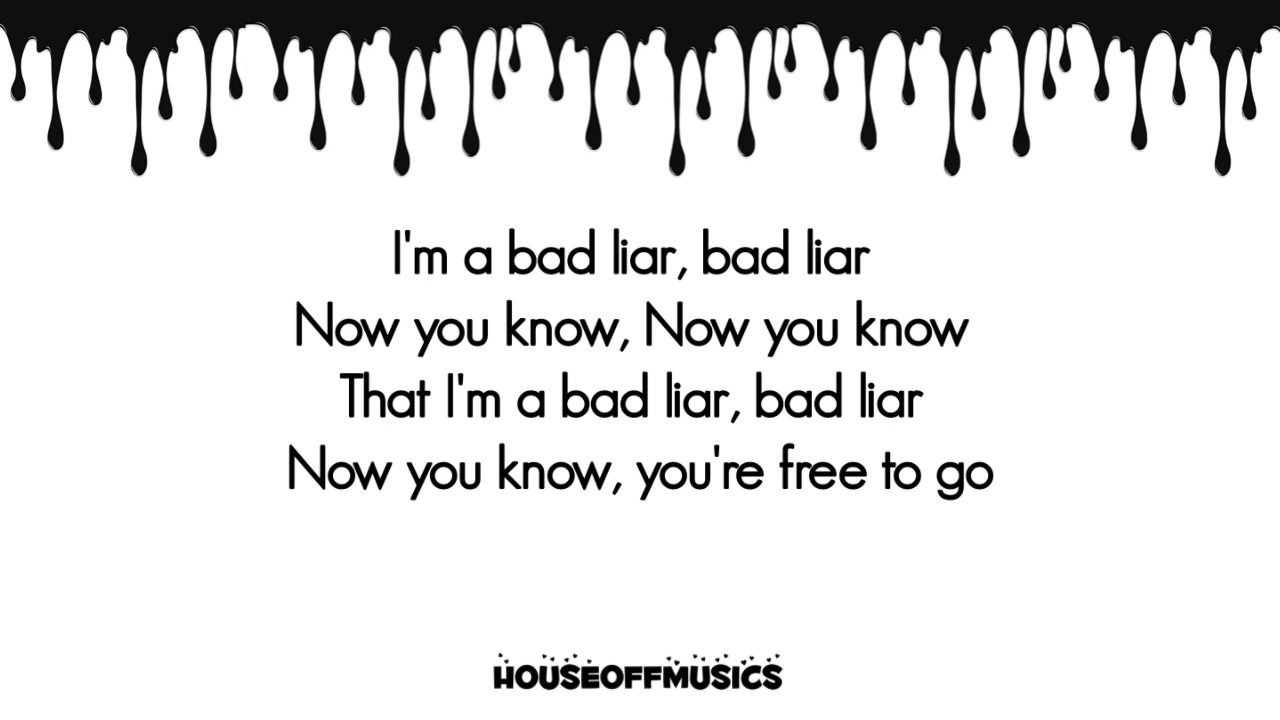 I'm a bad liar, bad liar
Now you know, Now you know
That I'm a bad liar, bad liar
Now you know, you're free to go
HOUSEOFFMUSICS